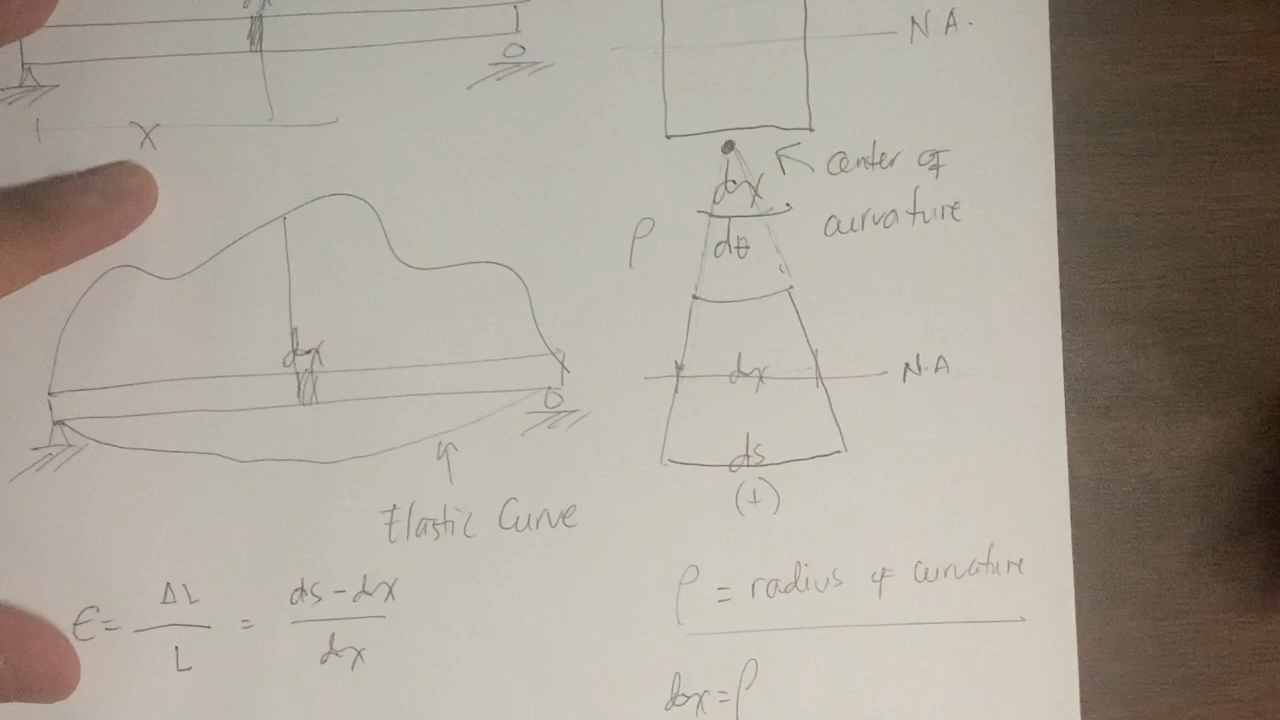 N.A.
x
center of
curvature
dx
ρ
dθ
dx
dx
N.A
ds
(+)
Elastic Curve
ε = ΔL / L = ds - dx / dx
ρ = radius of curvature
dx = ρ